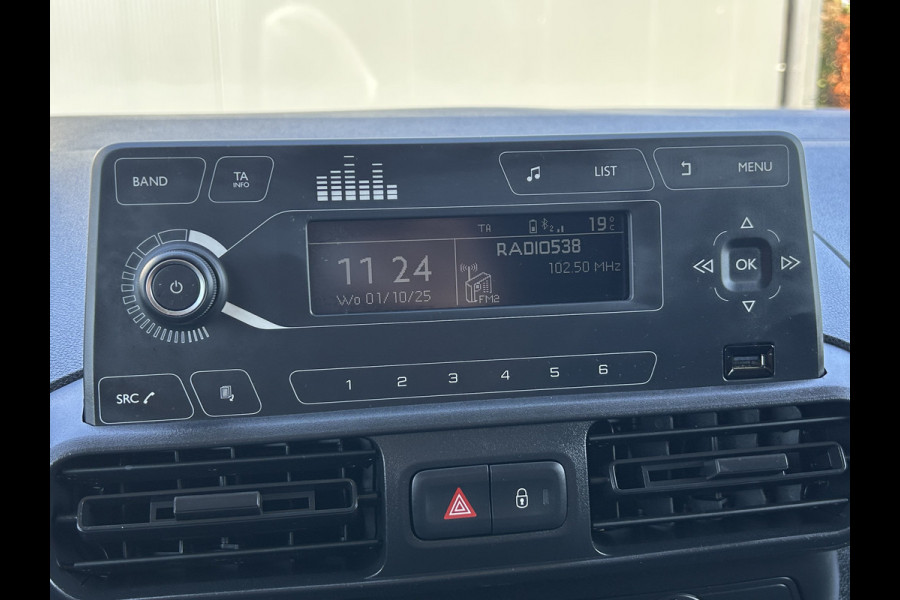 BAND
TA
INFO
LIST
MENU
TA 2 19°C
11 24
RADIO538
102.50 MHz
Wo 01/10/25
FM2
OK
1 2 3 4 5 6
SRC